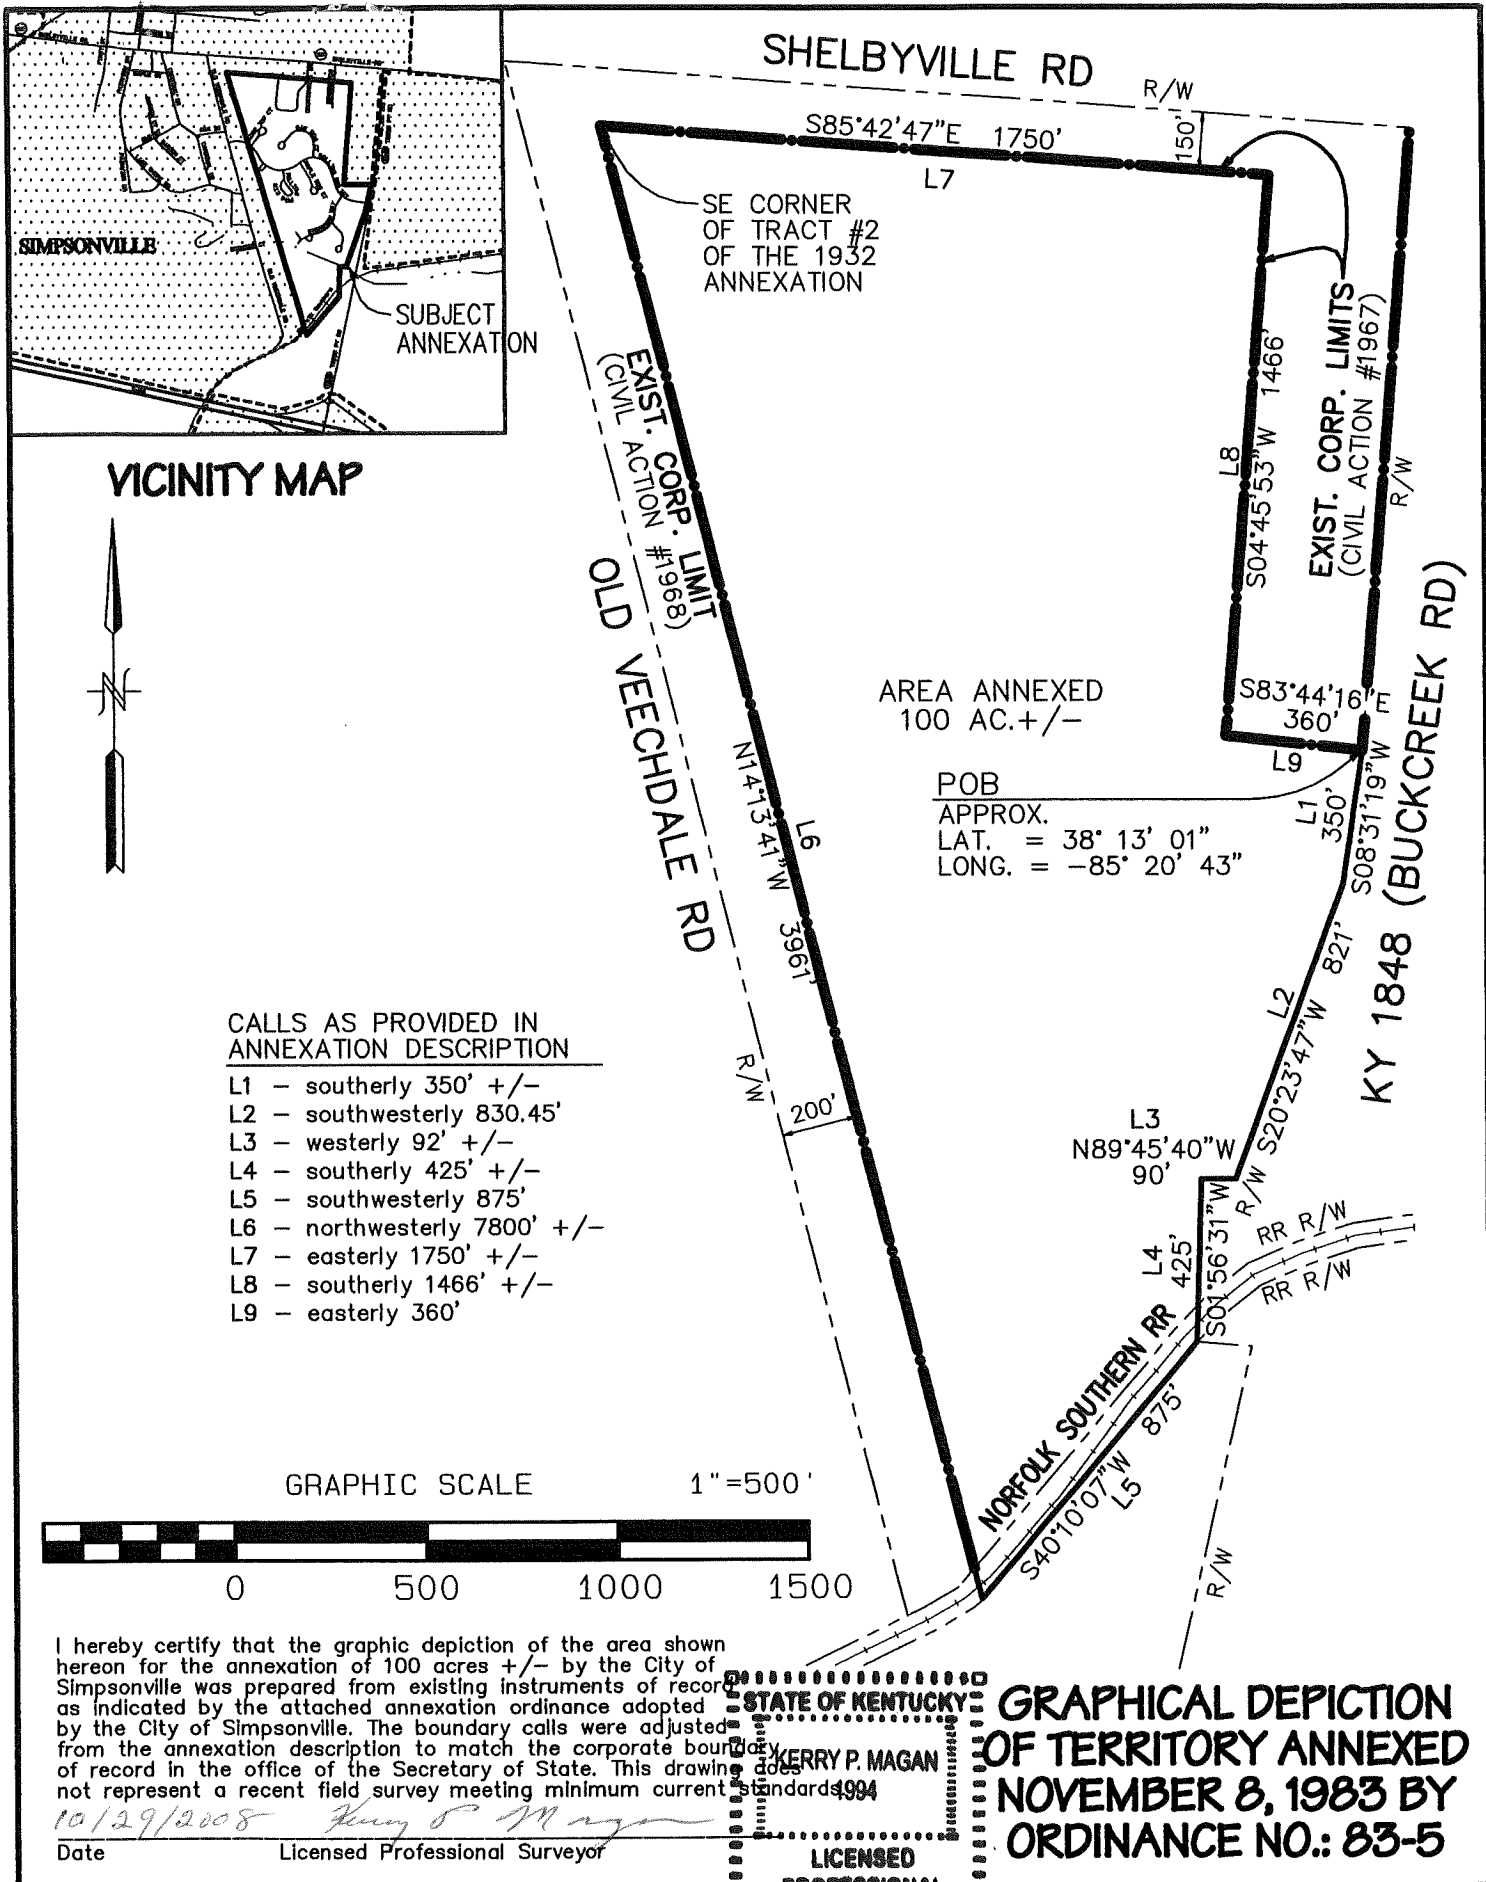 SHELBYVILLE RD
R/W
S85°42'47"E 1750'
L7
150'
SE CORNER
OF TRACT #2
OF THE 1932
ANNEXATION
SIMPSONVILLE
SUBJECT
ANNEXATION
VICINITY MAP
N
EXIST. CORP. LIMIT
(CIVIL ACTION #1968)
OLD VEECHDALE RD
R/W
200'
N14°13'41"W 3961'
L6
L8
S04°45'53"W 1466'
EXIST. CORP. LIMITS
(CIVIL ACTION #1967)
R/W
KY 1848 (BUCKCREEK RD)
AREA ANNEXED
100 AC.+/-
S83°44'16"E
360'
L9
POB
APPROX.
LAT. = 38° 13' 01"
LONG. = -85° 20' 43"
L1
350'
S08°31'19"W
821'
L2
S20°23'47"W
L3
N89°45'40"W
90'
R/W
L4
425'
S01°56'31"W
RR R/W
RR R/W
NORFOLK SOUTHERN RR
875'
S40°10'07"W
L5
R/W
CALLS AS PROVIDED IN
ANNEXATION DESCRIPTION
L1 - southerly 350' +/-
L2 - southwesterly 830.45'
L3 - westerly 92' +/-
L4 - southerly 425' +/-
L5 - southwesterly 875'
L6 - northwesterly 7800' +/-
L7 - easterly 1750' +/-
L8 - southerly 1466' +/-
L9 - easterly 360'
GRAPHIC SCALE 1"=500'
0 500 1000 1500
I hereby certify that the graphic depiction of the area shown
hereon for the annexation of 100 acres +/- by the City of
Simpsonville was prepared from existing instruments of record
as indicated by the attached annexation ordinance adopted
by the City of Simpsonville. The boundary calls were adjusted
from the annexation description to match the corporate boundary
of record in the office of the Secretary of State. This drawing does
not represent a recent field survey meeting minimum current standards
10/29/2008 Kerry P Magan
Date Licensed Professional Surveyor
STATE OF KENTUCKY
KERRY P. MAGAN
1994
LICENSED
PROFESSIONAL
GRAPHICAL DEPICTION
OF TERRITORY ANNEXED
NOVEMBER 8, 1983 BY
ORDINANCE NO.: 83-5